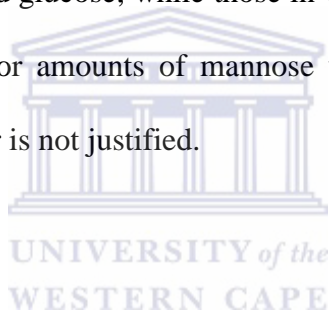 d glucose, while those in
or amounts of mannose
is not justified.
UNIVERSITY of the
WESTERN CAPE